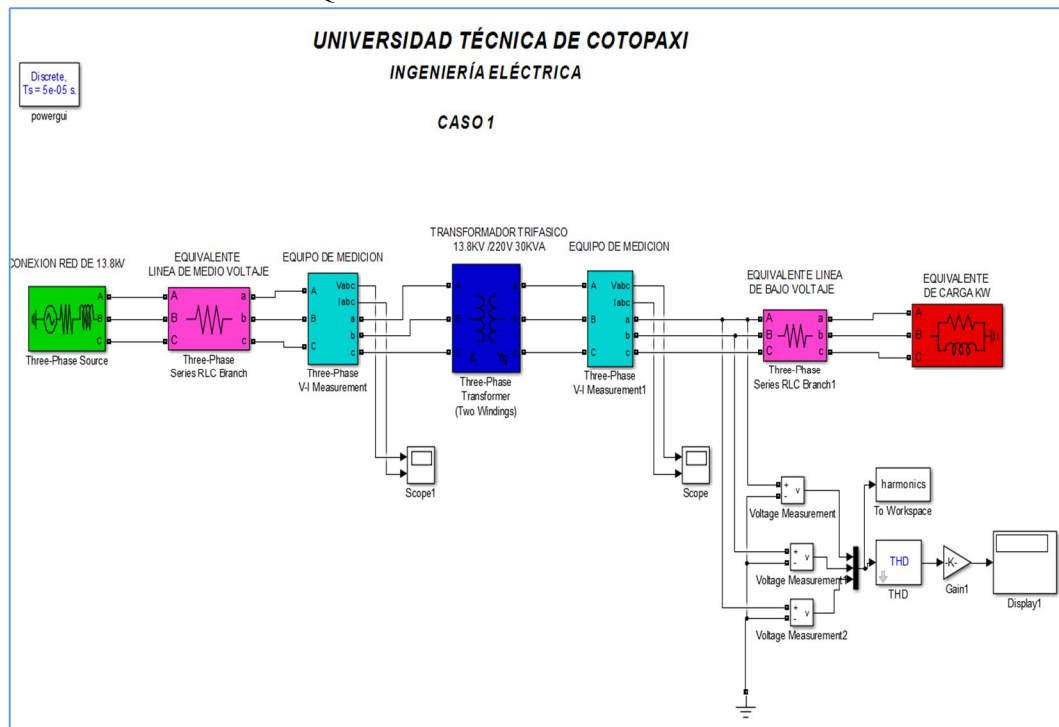 UNIVERSIDAD TÉCNICA DE COTOPAXI
INGENIERÍA ELÉCTRICA
CASO 1
Discrete,
Ts = 5e-05 s.
powergui
CONEXION RED DE 13.8kV
A
B
C
Three-Phase Source
EQUIVALENTE
LINEA DE MEDIO VOLTAJE
A a
B b
C c
Three-Phase
Series RLC Branch
EQUIPO DE MEDICION
Vabc
Iabc
A
a
B
b
C c
Three-Phase
V-I Measurement
Scope1
TRANSFORMADOR TRIFASICO
13.8KV /220V 30KVA
Three-Phase
Transformer
(Two Windings)
EQUIPO DE MEDICION
A Vabc
Iabc
B a
b
C c
Three-Phase
V-I Measurement1
Scope
EQUIVALENTE LINEA
DE BAJO VOLTAJE
A a
B b
C c
Three-Phase
Series RLC Branch1
EQUIVALENTE
DE CARGA KW
A
B
C
+
-
v
Voltage Measurement
+
-
v
Voltage Measurement1
+
-
v
Voltage Measurement2
harmonics
To Workspace
THD
THD
-K-
Gain1
Display1